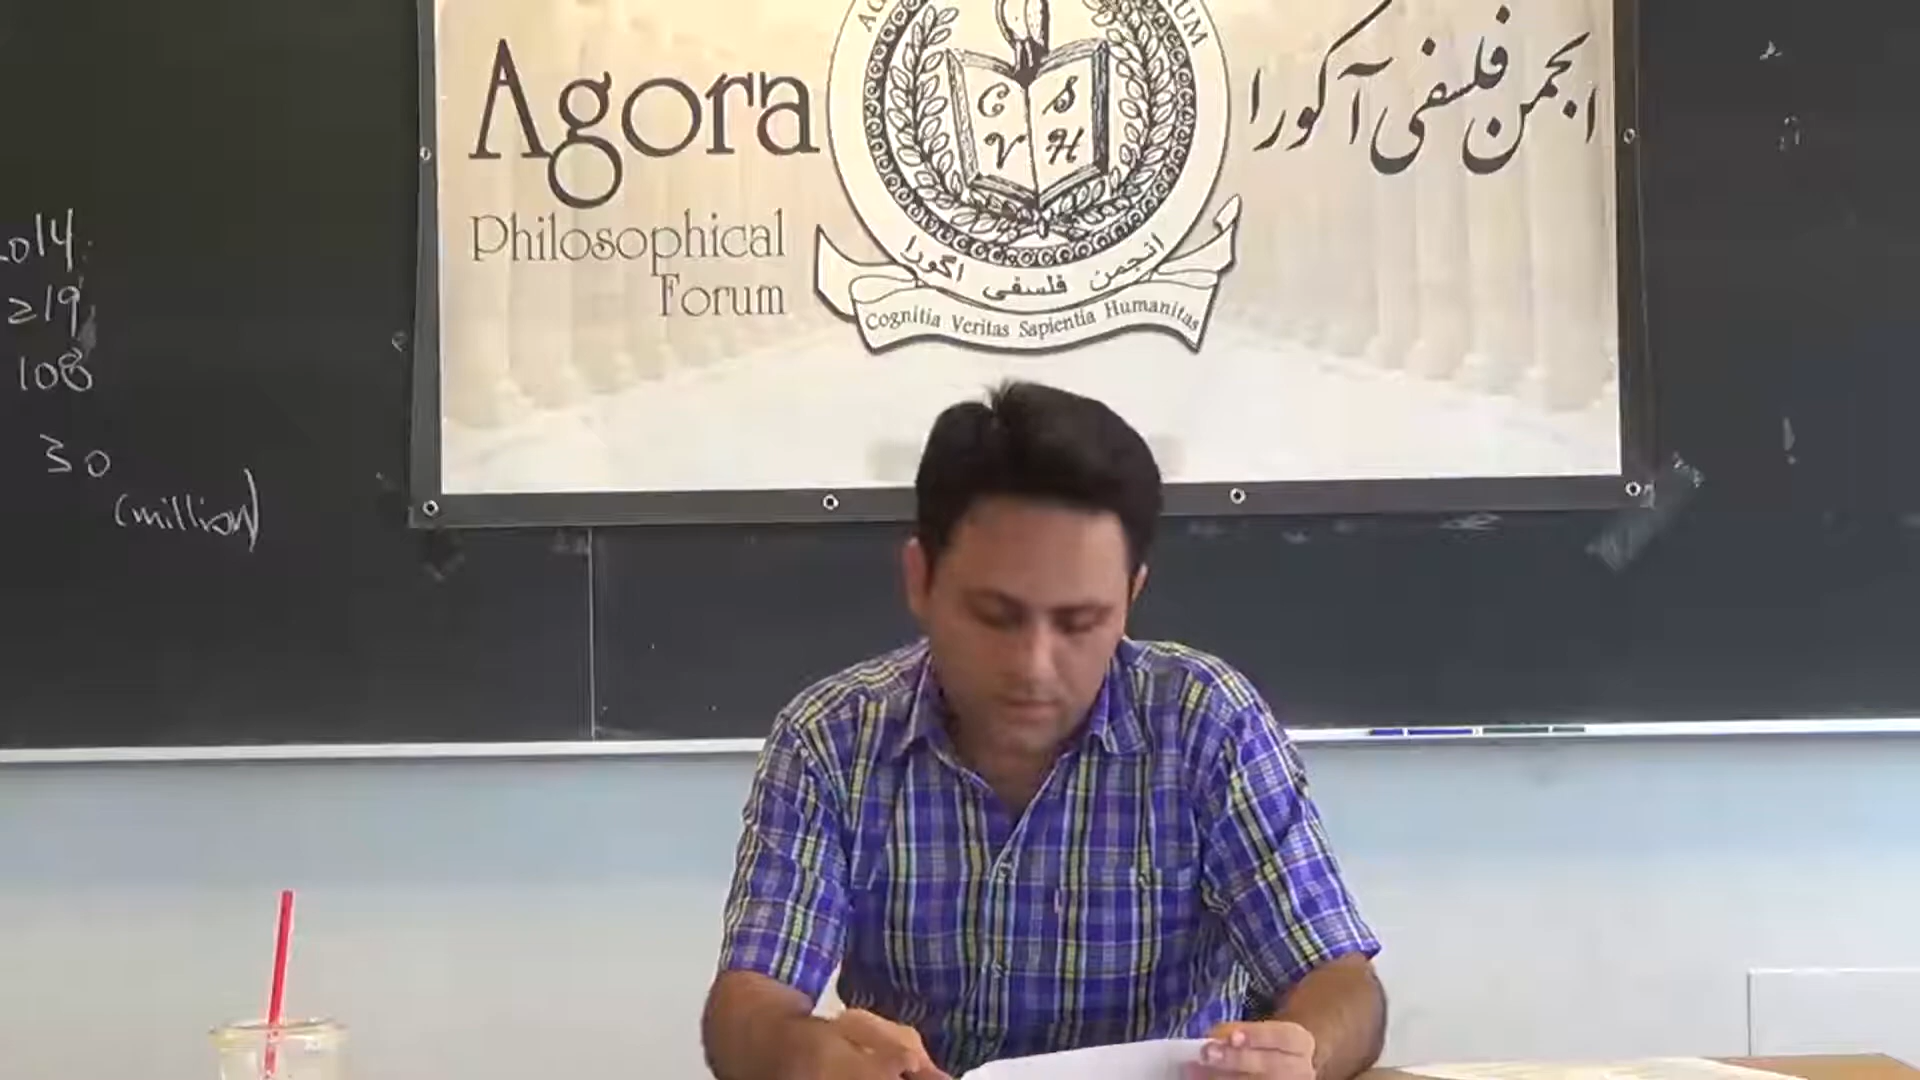 Agora
Philosophical
Forum
انجمن فلسفی آگورا
C S
V H
انجمن فلسفی اگورا
Cognitia Veritas Sapientia Humanitas
219
108
30
(million)